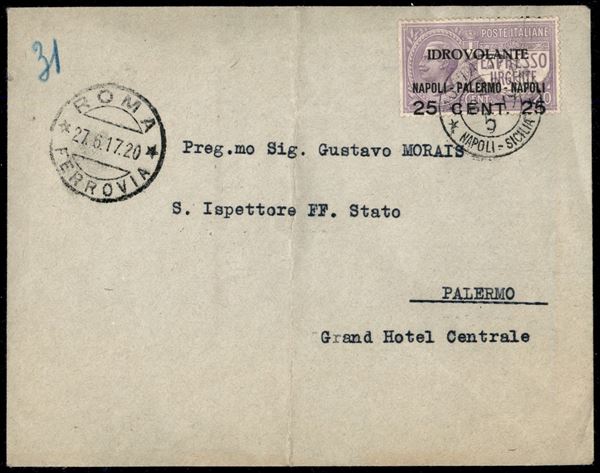 31
POSTE ITALIANE
ESPRESSO
URGENTE
IDROVOLANTE
NAPOLI - PALERMO - NAPOLI
25 CENT. 25
NAPOLI - SICILIA
ROMA
27.6.17.20
FERROVIA
Preg.mo Sig. Gustavo MORAIS
S. Ispettore FF. Stato
PALERMO
Grand Hotel Centrale